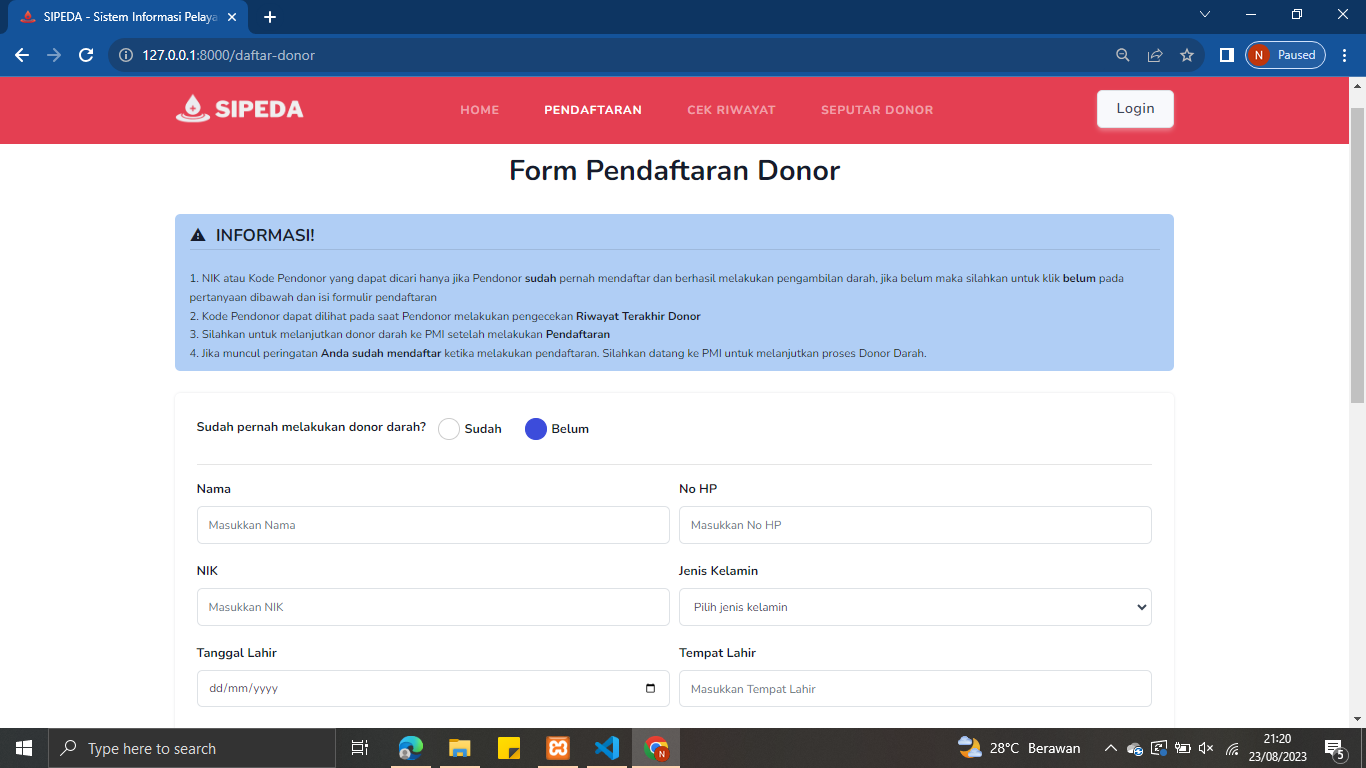 SIPEDA - Sistem Informasi Pelaya
127.0.0.1:8000/daftar-donor
N Paused
SIPEDA HOME PENDAFTARAN CEK RIWAYAT SEPUTAR DONOR Login
Form Pendaftaran Donor
INFORMASI!
1. NIK atau Kode Pendonor yang dapat dicari hanya jika Pendonor sudah pernah mendaftar dan berhasil melakukan pengambilan darah, jika belum maka silahkan untuk klik belum pada
pertanyaan dibawah dan isi formulir pendaftaran
2. Kode Pendonor dapat dilihat pada saat Pendonor melakukan pengecekan Riwayat Terakhir Donor
3. Silahkan untuk melanjutkan donor darah ke PMI setelah melakukan Pendaftaran
4. Jika muncul peringatan Anda sudah mendaftar ketika melakukan pendaftaran. Silahkan datang ke PMI untuk melanjutkan proses Donor Darah.
Sudah pernah melakukan donor darah? Sudah Belum
Nama No HP
Masukkan Nama Masukkan No HP
NIK Jenis Kelamin
Masukkan NIK Pilih jenis kelamin
Tanggal Lahir Tempat Lahir
dd/mm/yyyy Masukkan Tempat Lahir
Type here to search N 28°C Berawan 21:20
23/08/2023 5